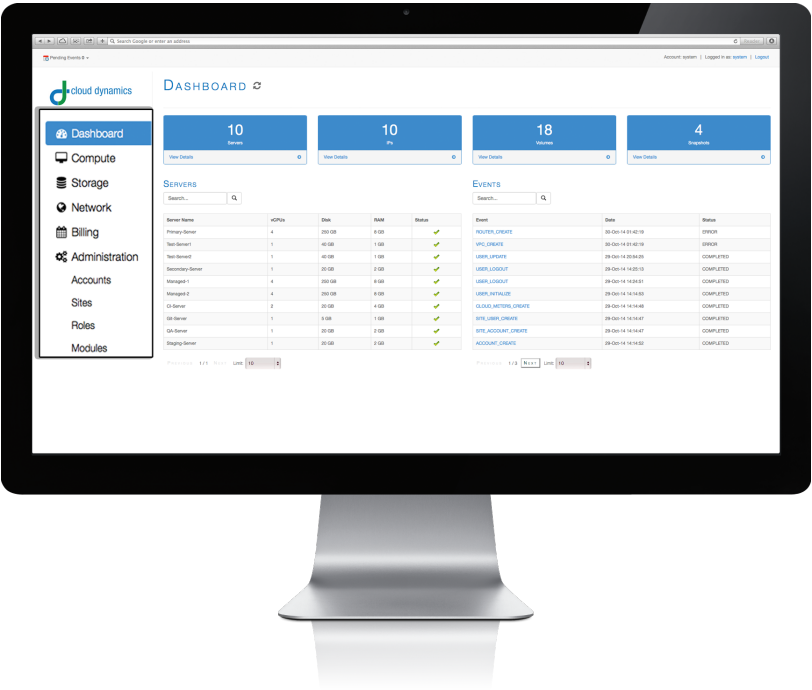 Search Google or enter an address
Reader
Pending Events 8
Account: system | Logged in as: system | Logout
cloud dynamics
DASHBOARD
Dashboard
Compute
Storage
Network
Billing
Administration
Accounts
Sites
Roles
Modules
10
Servers
View Details
10
IPs
View Details
18
Volumes
View Details
4
Snapshots
View Details
SERVERS
Search...
Server Name vCPUs Disk RAM Status
Primary-Server 4 250 GB 8 GB
Test-Server1 1 40 GB 1 GB
Test-Server2 1 40 GB 1 GB
Secondary-Server 1 20 GB 2 GB
Managed-1 4 250 GB 8 GB
Managed-2 4 250 GB 8 GB
CI-Server 2 20 GB 4 GB
Git-Server 1 5 GB 1 GB
QA-Server 1 20 GB 2 GB
Staging-Server 1 20 GB 2 GB
Previous 1/1 Next Limit: 10
EVENTS
Search...
Event Date Status
ROUTER_CREATE 30-Oct-14 01:42:19 ERROR
VPC_CREATE 30-Oct-14 01:42:19 ERROR
USER_UPDATE 29-Oct-14 20:54:25 COMPLETED
USER_LOGOUT 29-Oct-14 14:25:13 COMPLETED
USER_LOGOUT 29-Oct-14 14:24:51 COMPLETED
USER_INITIALIZE 29-Oct-14 14:14:53 COMPLETED
CLOUD_METERS_CREATE 29-Oct-14 14:14:48 COMPLETED
SITE_USER_CREATE 29-Oct-14 14:14:47 COMPLETED
SITE_ACCOUNT_CREATE 29-Oct-14 14:14:47 COMPLETED
ACCOUNT_CREATE 29-Oct-14 14:14:52 COMPLETED
Previous 1/3 Next Limit: 10